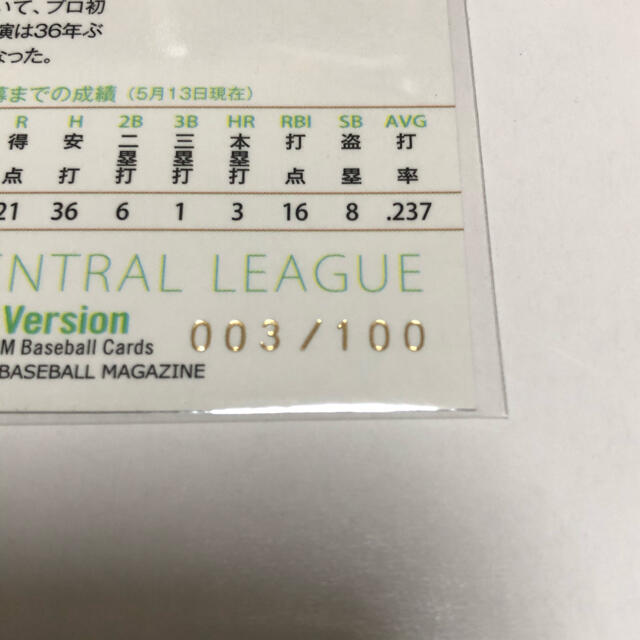 いて、プロ初
演は36年ぶ
なった。
幕までの成績(5月13日現在)
R H 2B 3B HR RBI SB AVG
得点 安打 二塁打 三塁打 本塁打 打点 盗塁 打率
21 36 6 1 3 16 8 .237
ENTRAL LEAGUE
Version
M Baseball Cards
003/100
BASEBALL MAGAZINE